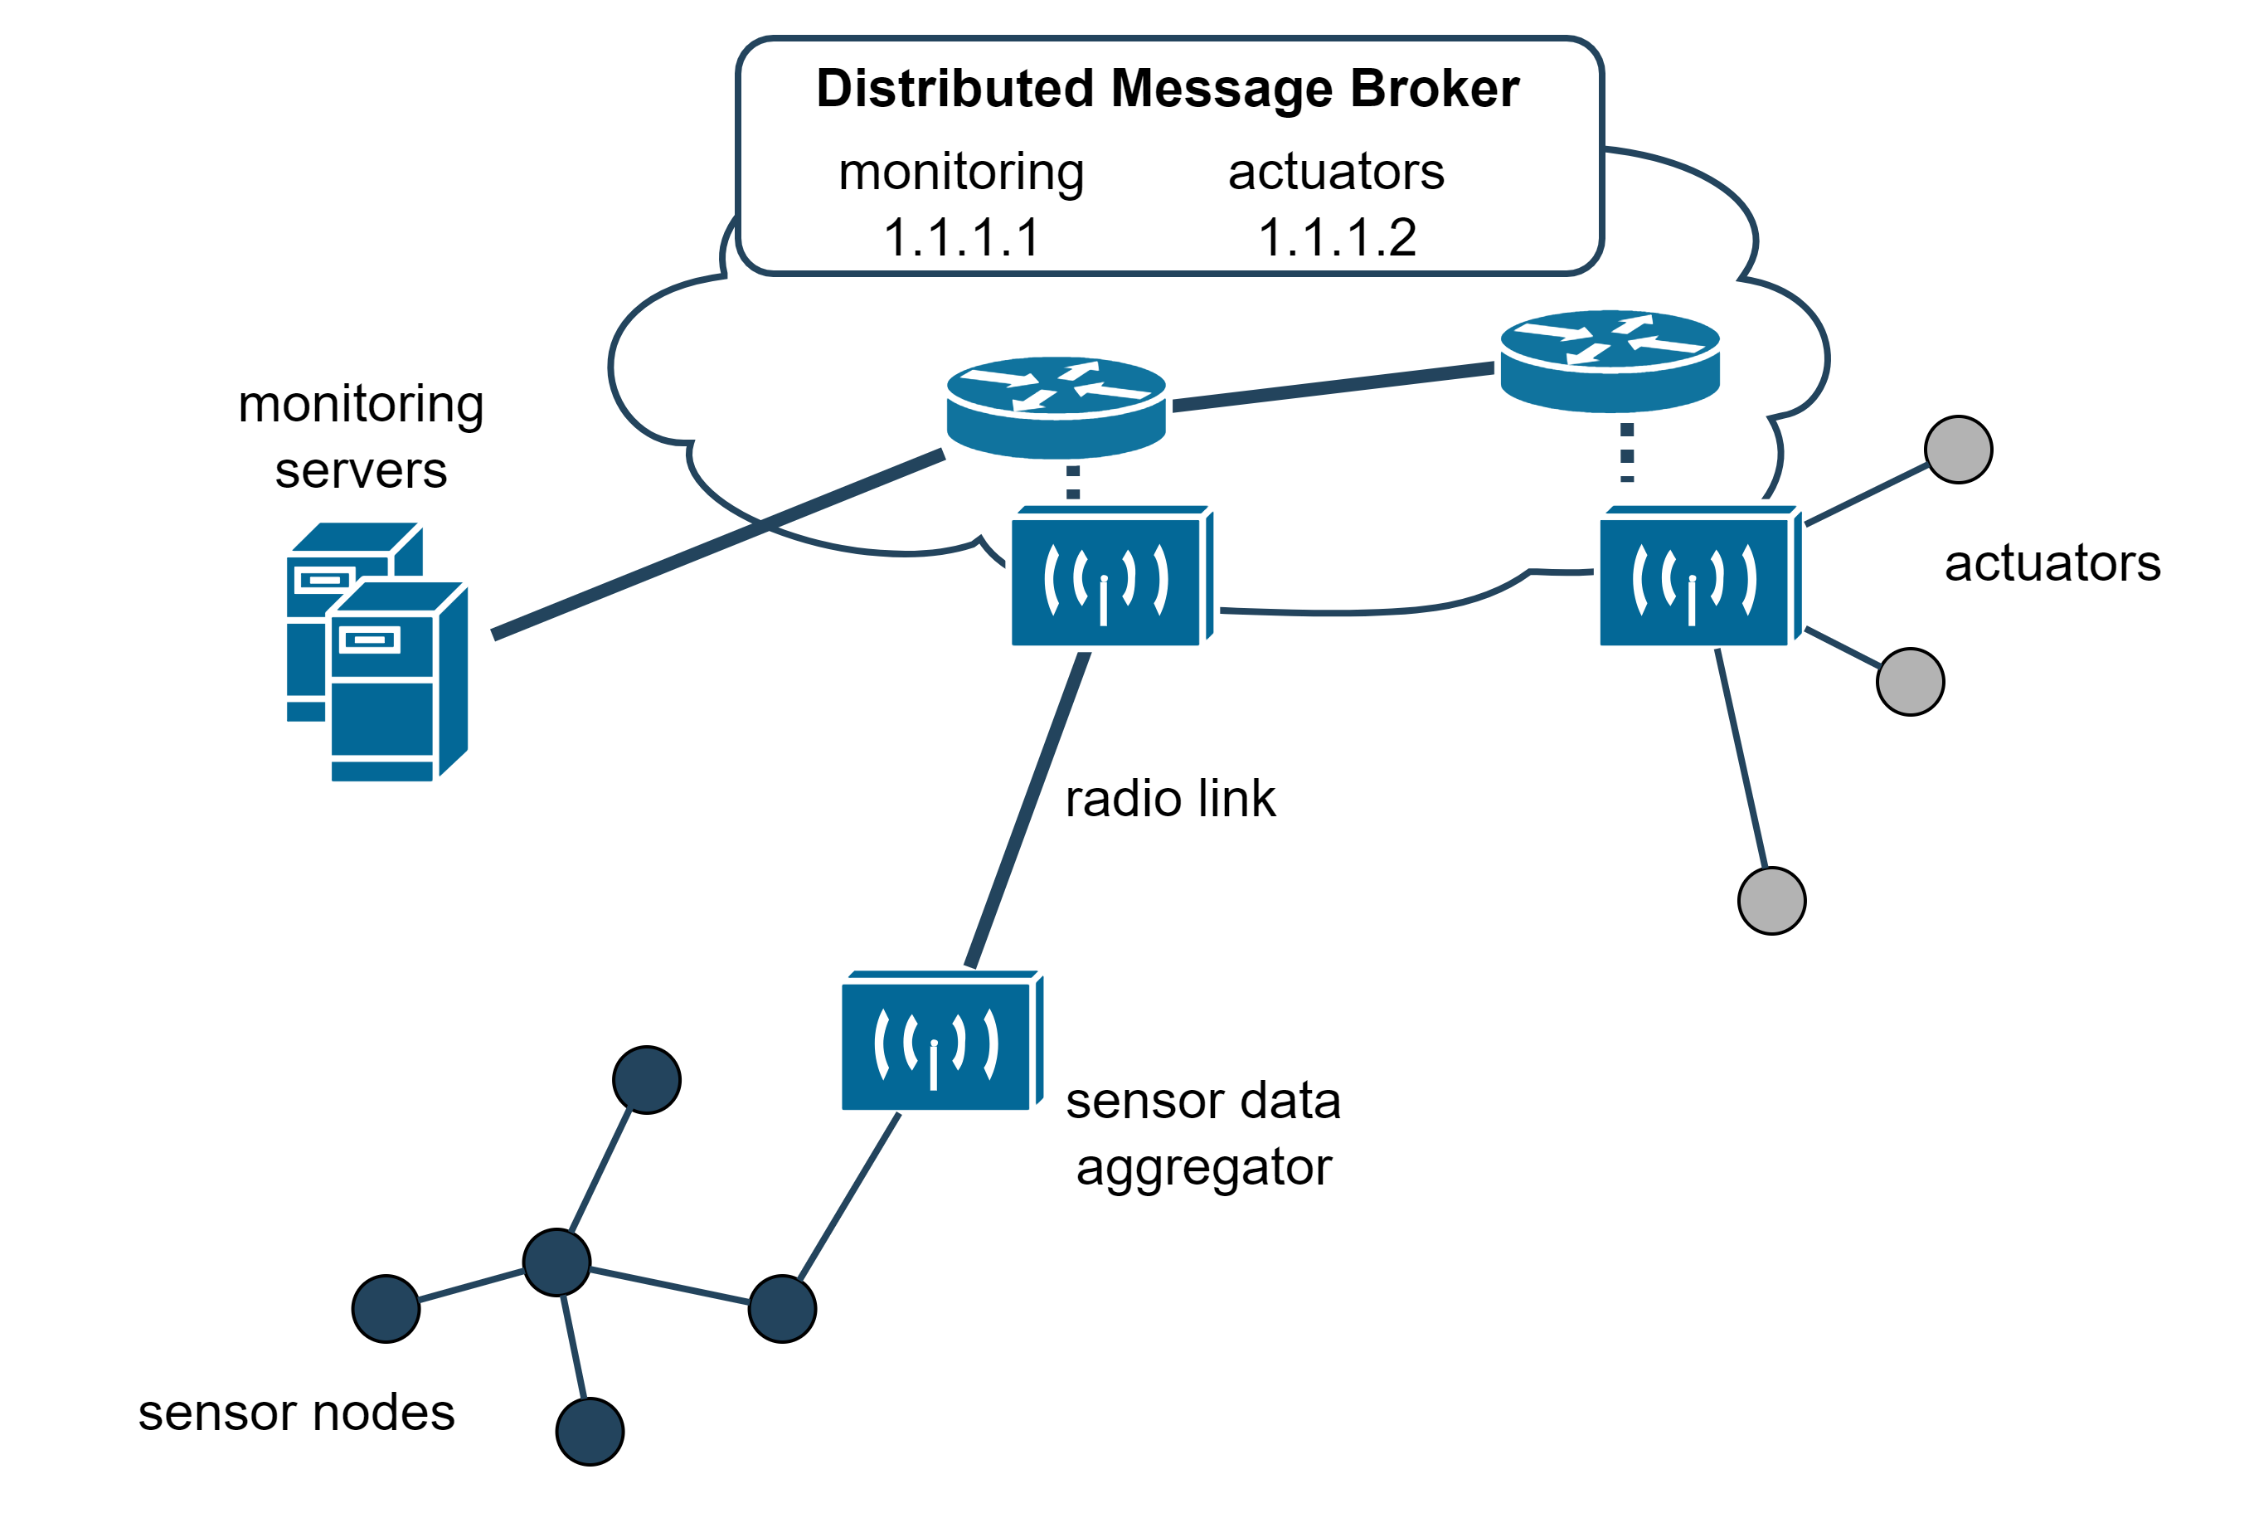 Distributed Message Broker
monitoring actuators
1.1.1.1 1.1.1.2
monitoring
servers
actuators
radio link
sensor data
aggregator
sensor nodes